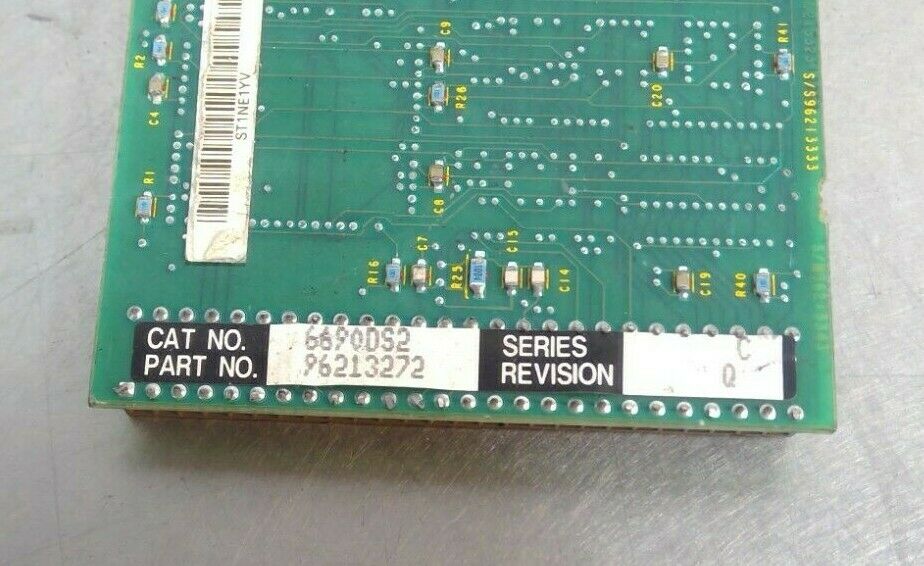 C9
R41
R2
R26
C20
C4
ST1NE1YV
S/S96213333
R1
C8
R16
C7
R25
C15
C14
C19
R40
CAT NO. 6690DS2 SERIES C
PART NO. 96213272 REVISION Q